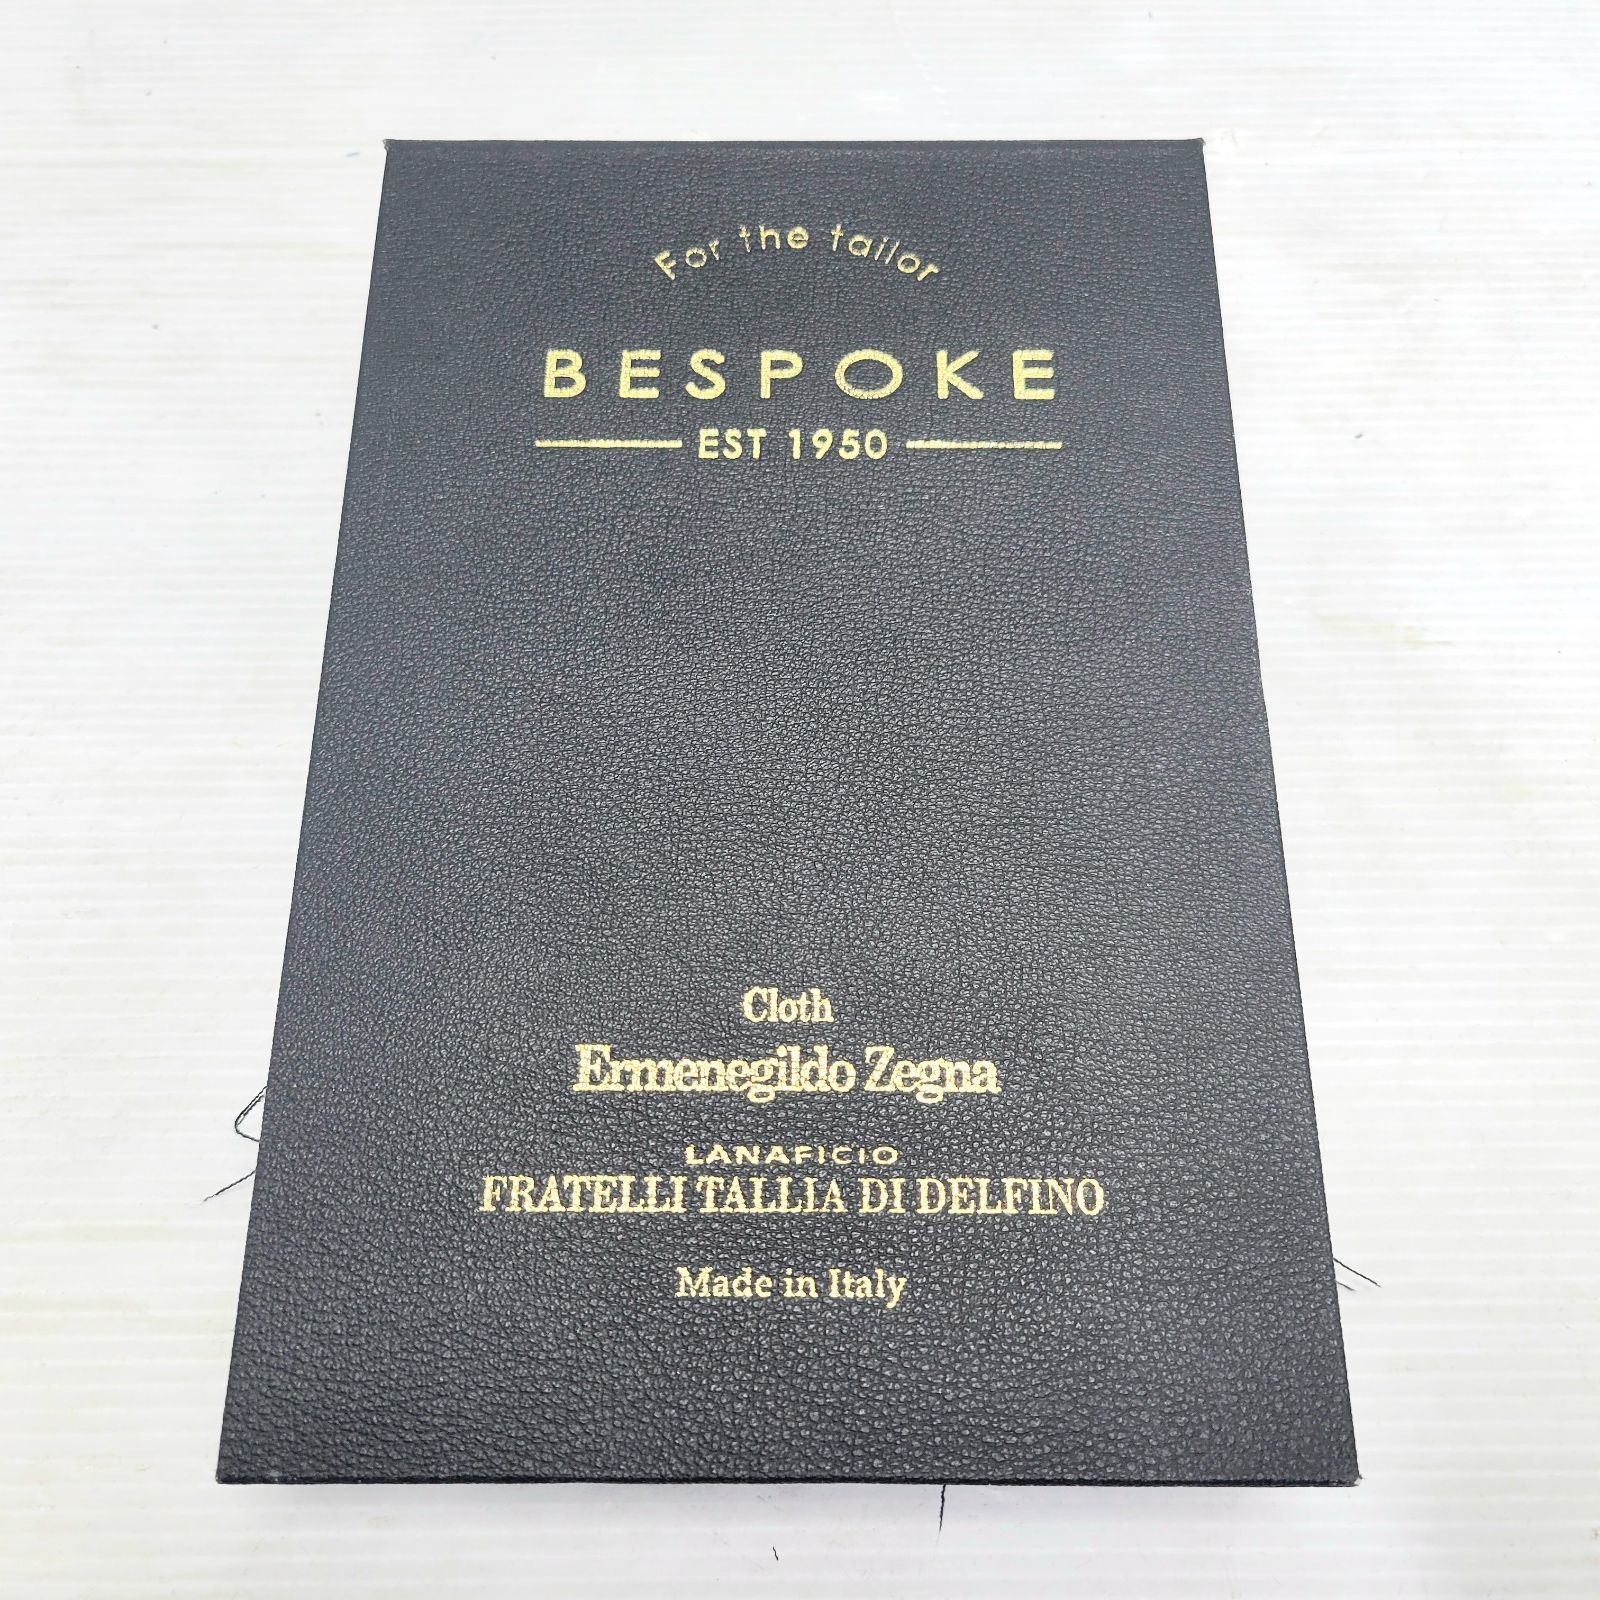 For the tailor
BESPOKE
EST 1950
Cloth
Ermenegildo Zegna
LANAFICIO
FRATELLI TALLIA DI DELFINO
Made in Italy